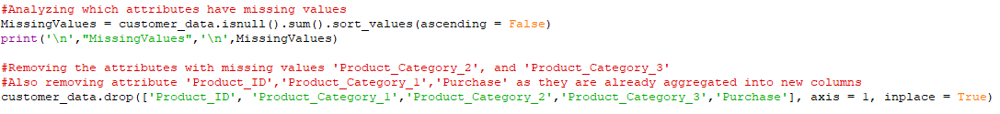 #Analyzing which attributes have missing values
MissingValues = customer_data.isnull().sum().sort_values(ascending = False)
print('\n',"MissingValues",'\n',MissingValues)
#Removing the attributes with missing values 'Product_Category_2', and 'Product_Category_3'
#Also removing attribute 'Product_ID','Product_Category_1','Purchase' as they are already aggregated into new columns
customer_data.drop(['Product_ID', 'Product_Category_1','Product_Category_2','Product_Category_3','Purchase'], axis = 1, inplace = True)